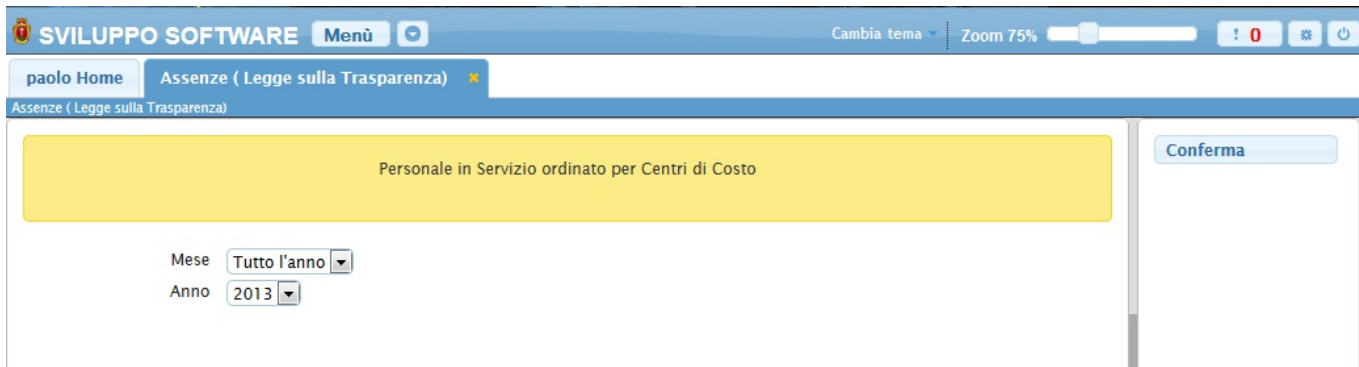 SVILUPPO SOFTWARE Menù Cambia tema Zoom 75% ! 0
paolo Home Assenze ( Legge sulla Trasparenza)
Assenze ( Legge sulla Trasparenza)
Personale in Servizio ordinato per Centri di Costo
Conferma
Mese Tutto l'anno
Anno 2013